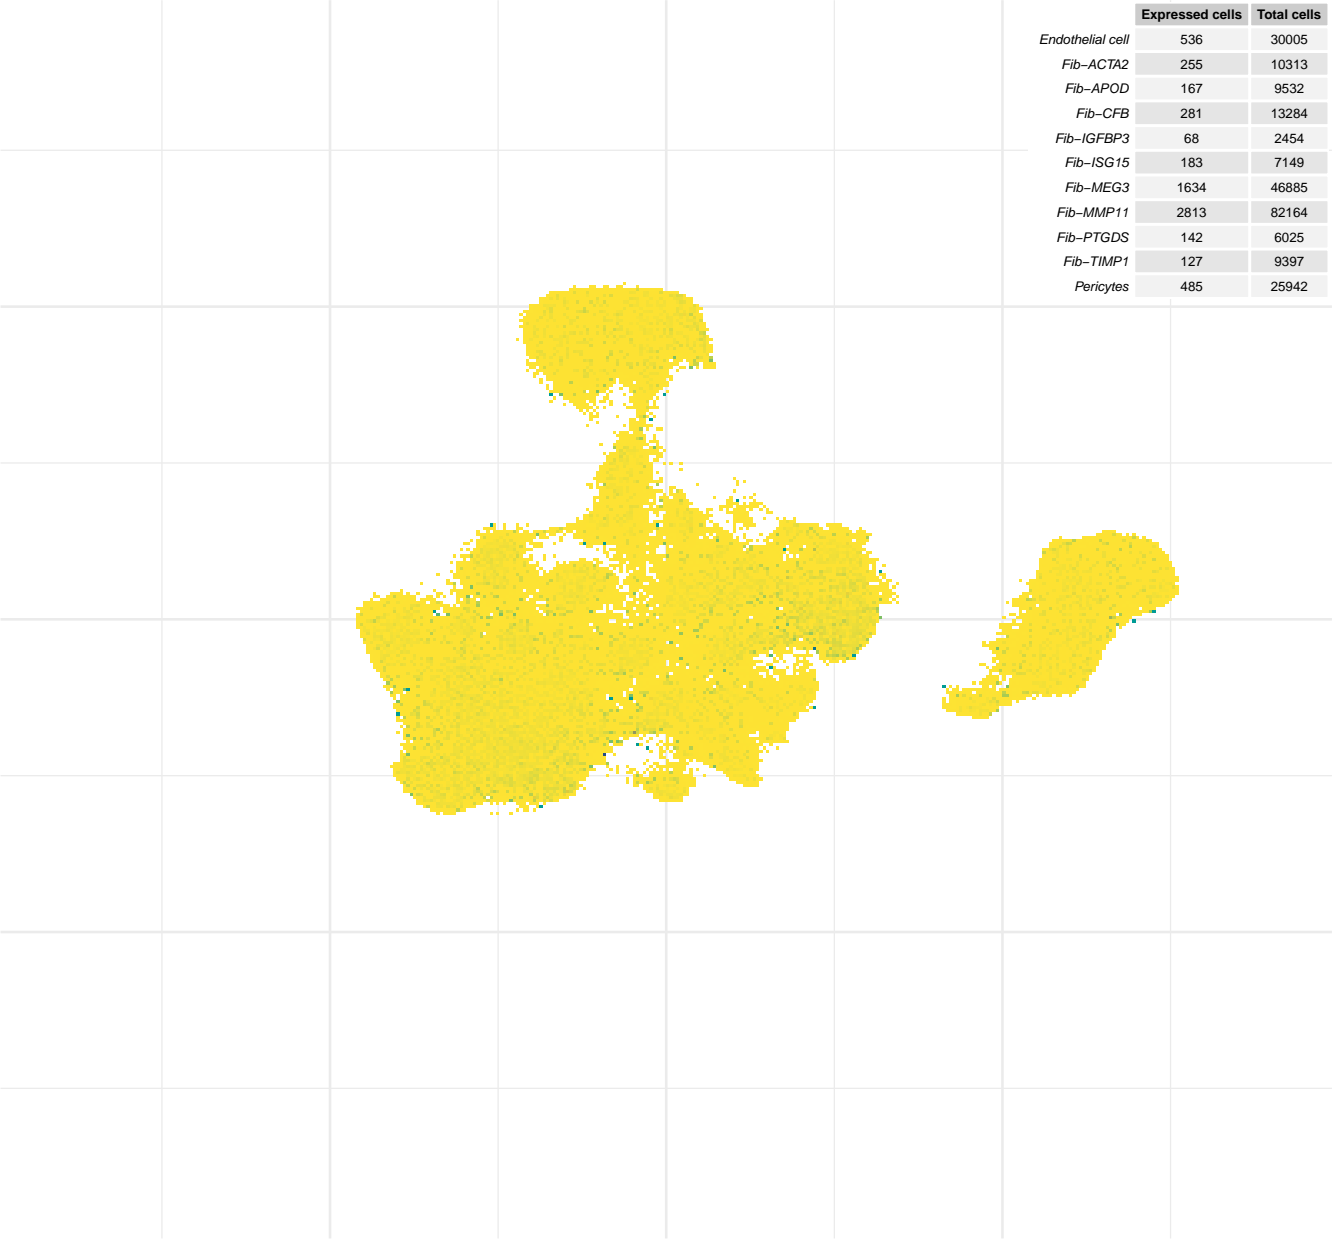 Expressed cells Total cells
Endothelial cell 536 30005
Fib−ACTA2 255 10313
Fib−APOD 167 9532
Fib−CFB 281 13284
Fib−IGFBP3 68 2454
Fib−ISG15 183 7149
Fib−MEG3 1634 46885
Fib−MMP11 2813 82164
Fib−PTGDS 142 6025
Fib−TIMP1 127 9397
Pericytes 485 25942